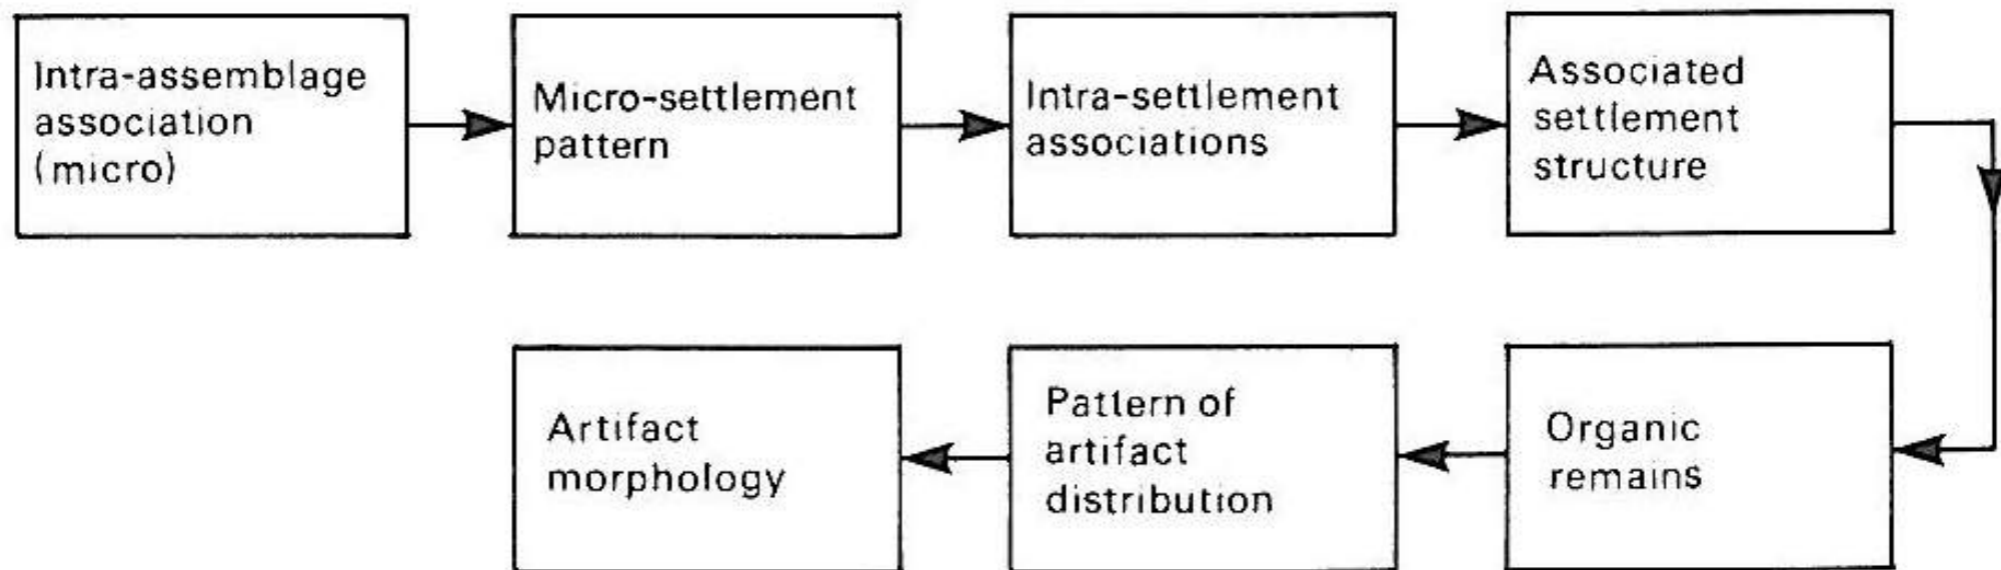 Intra-assemblage
association
(micro)
Micro-settlement
pattern
Intra-settlement
associations
Associated
settlement
structure
Organic
remains
Pattern of
artifact
distribution
Artifact
morphology